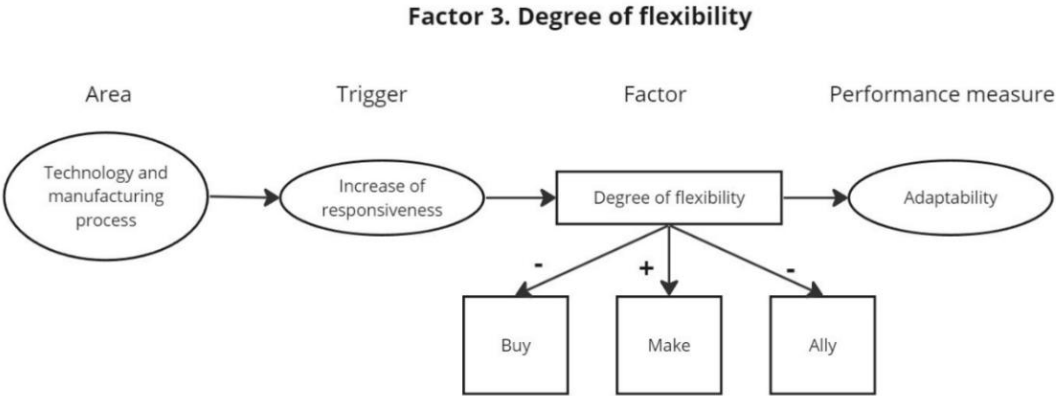 Factor 3. Degree of flexibility
Area
Trigger
Factor
Performance measure
Technology and
manufacturing
process
Increase of
responsiveness
Degree of flexibility
Adaptability
-
+
-
Buy
Make
Ally